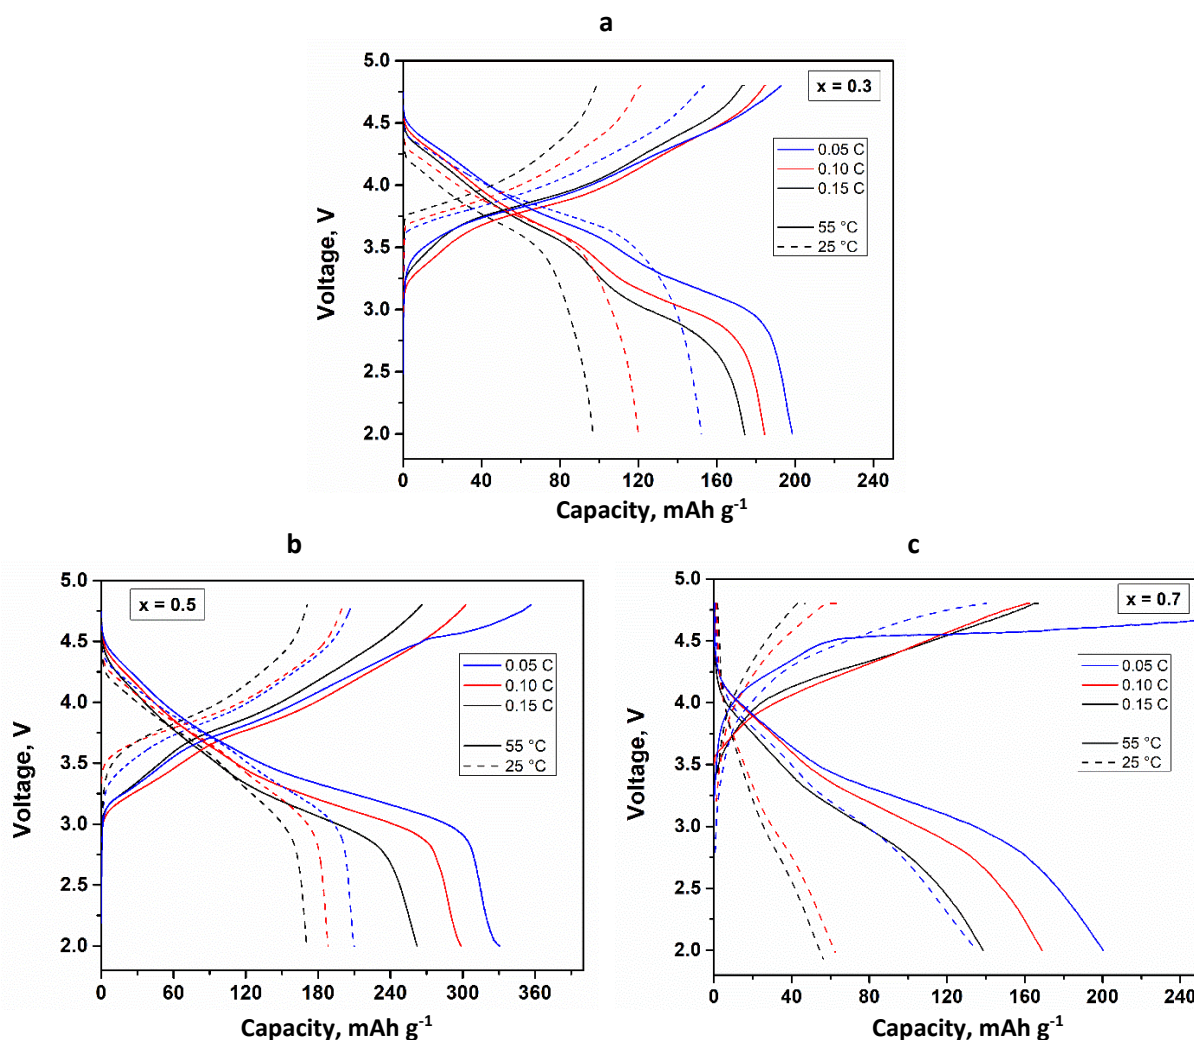 a
5.0
4.5
4.0
3.5
3.0
2.5
2.0
Voltage, V
x = 0.3
0.05 C
0.10 C
0.15 C
55 °C
25 °C
0 40 80 120 160 200 240
Capacity, mAh g-1
b
5.0
4.5
4.0
3.5
3.0
2.5
2.0
Voltage, V
x = 0.5
0.05 C
0.10 C
0.15 C
55 °C
25 °C
0 60 120 180 240 300 360
Capacity, mAh g-1
c
5.0
4.5
4.0
3.5
3.0
2.5
2.0
Voltage, V
x = 0.7
0.05 C
0.10 C
0.15 C
55 °C
25 °C
0 40 80 120 160 200 240
Capacity, mAh g-1